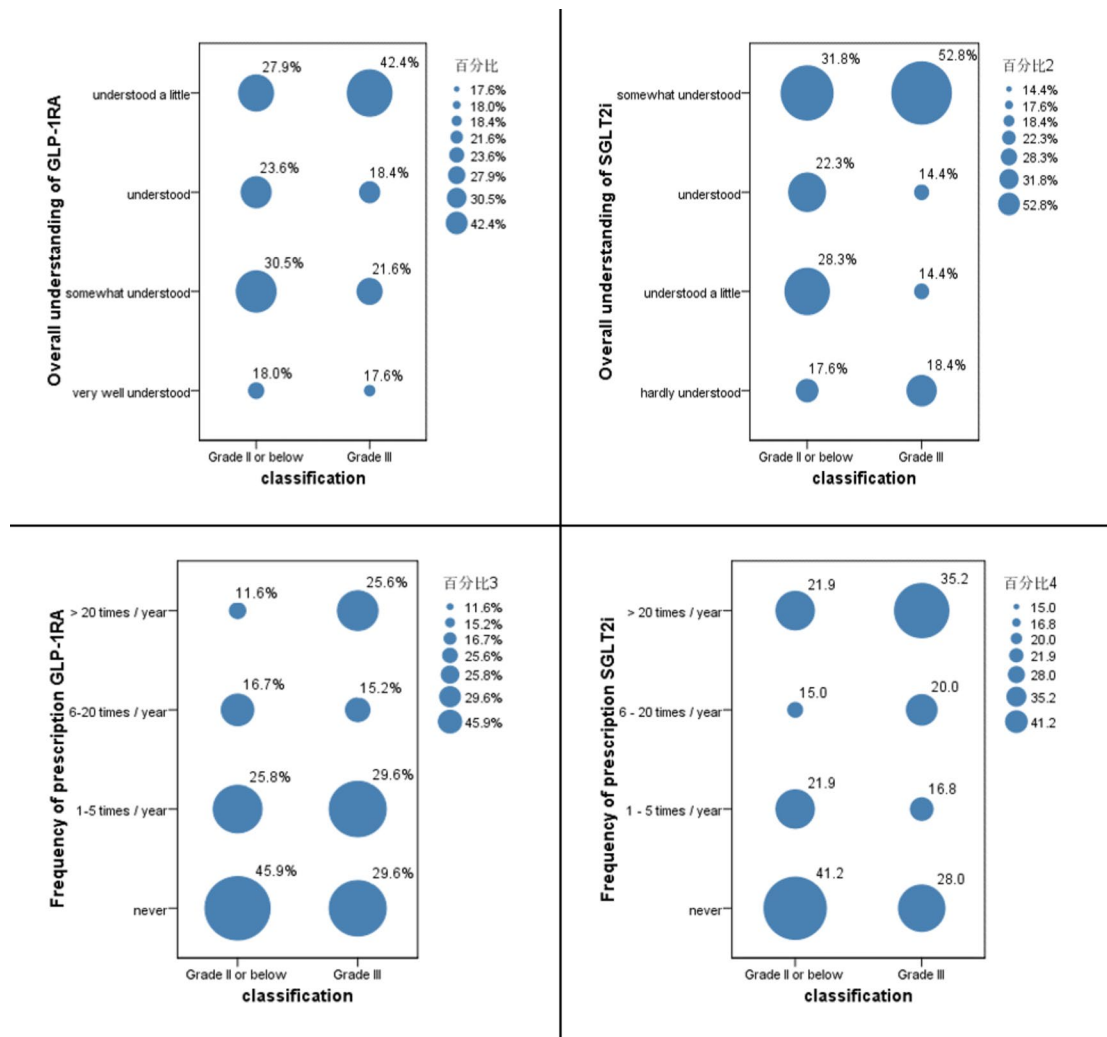 Overall understanding of GLP-1RA
understood a little
27.9%
42.4%
understood
23.6%
18.4%
somewhat understood
30.5%
21.6%
very well understood
18.0%
17.6%
Grade II or below
Grade III
classification
百分比
17.6%
18.0%
18.4%
21.6%
23.6%
27.9%
30.5%
42.4%
Overall understanding of SGLT2i
somewhat understood
31.8%
52.8%
understood
22.3%
14.4%
understood a little
28.3%
14.4%
hardly understood
17.6%
18.4%
Grade II or below
Grade III
classification
百分比2
14.4%
17.6%
18.4%
22.3%
28.3%
31.8%
52.8%
Frequency of prescription GLP-1RA
> 20 times / year
11.6%
25.6%
6-20 times / year
16.7%
15.2%
1-5 times / year
25.8%
29.6%
never
45.9%
29.6%
Grade II or below
Grade III
classification
百分比3
11.6%
15.2%
16.7%
25.6%
25.8%
29.6%
45.9%
Frequency of prescription SGLT2i
> 20 times / year
21.9
35.2
6 - 20 times / year
15.0
20.0
1 - 5 times / year
21.9
16.8
never
41.2
28.0
Grade II or below
Grade III
classification
百分比4
15.0
16.8
20.0
21.9
28.0
35.2
41.2